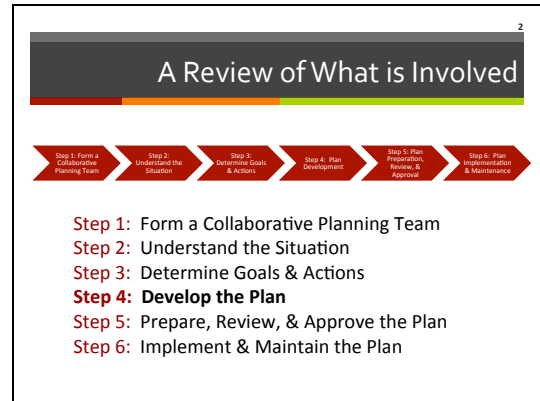 2
A Review of What is Involved
Step 1: Form a
Collaborative
Planning Team
Step 2:
Understand the
Situation
Step 3:
Determine Goals
& Actions
Step 4: Plan
Development
Step 5: Plan
Preparation,
Review, &
Approval
Step 6: Plan
Implementation
& Maintenance
Step 1: Form a Collaborative Planning Team
Step 2: Understand the Situation
Step 3: Determine Goals & Actions
Step 4: Develop the Plan
Step 5: Prepare, Review, & Approve the Plan
Step 6: Implement & Maintain the Plan